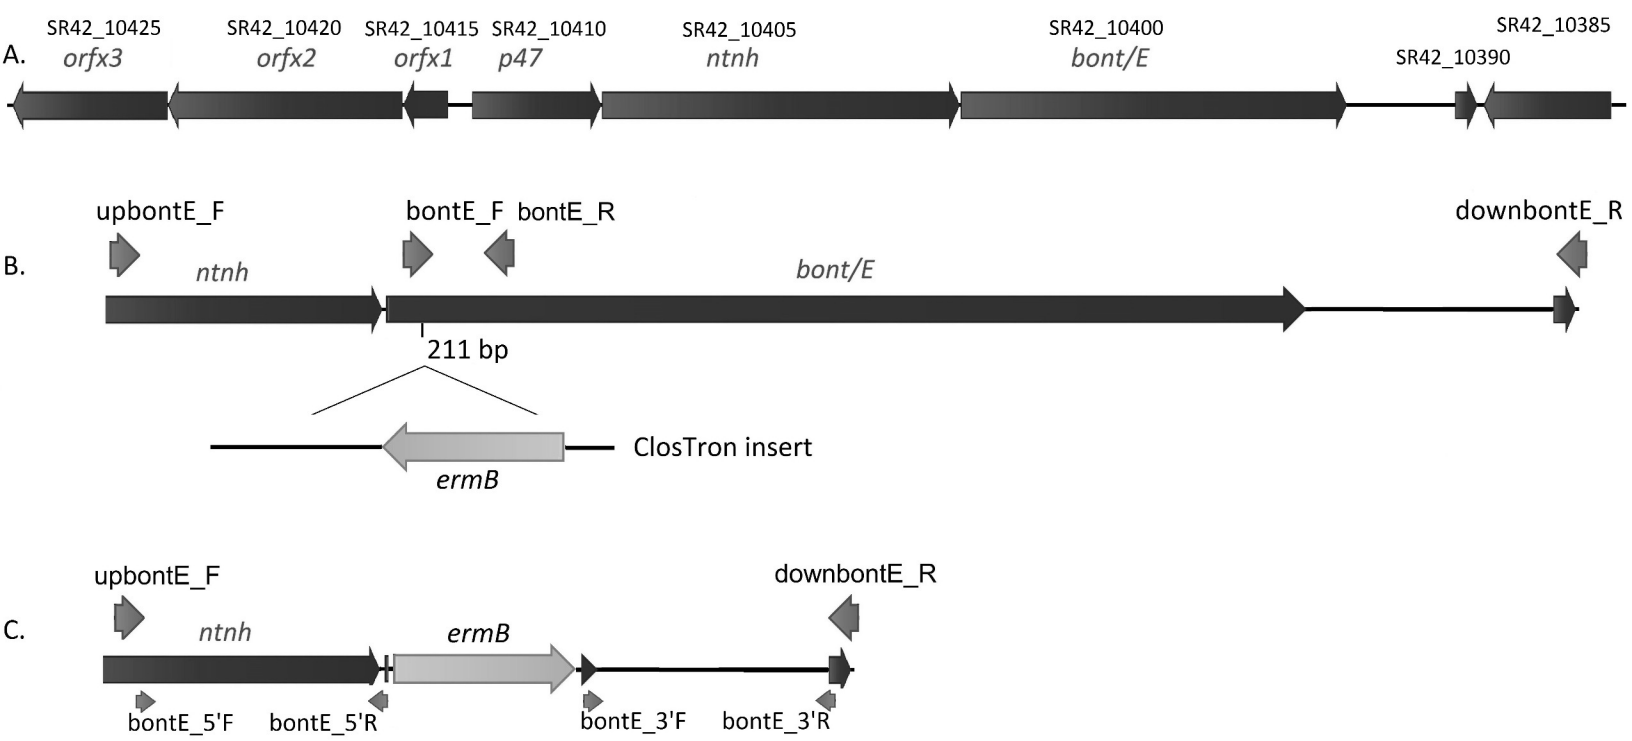 SR42_10425 SR42_10420 SR42_10415 SR42_10410 SR42_10405 SR42_10400 SR42_10385
A. orfx3 orfx2 orfx1 p47 ntnh bont/E SR42_10390
upbontE_F bontE_F bontE_R downbontE_R
B. ntnh bont/E
211 bp
ClosTron insert
ermB
upbontE_F downbontE_R
C. ntnh ermB
bontE_5'F bontE_5'R bontE_3'F bontE_3'R